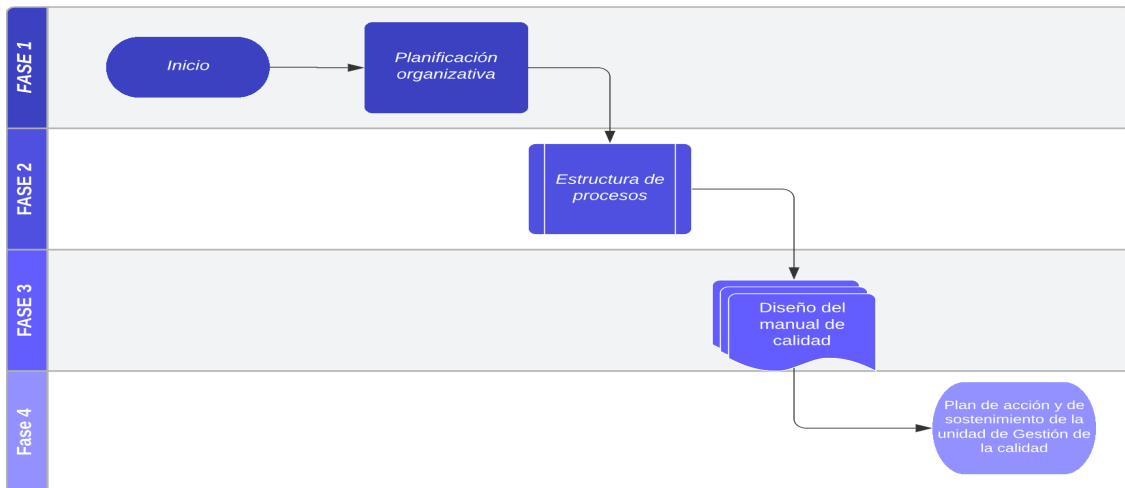 FASE 1
Inicio
Planificación
organizativa
FASE 2
Estructura de
procesos
FASE 3
Diseño del
manual de
calidad
Fase 4
Plan de acción y de
sostenimiento de la
unidad de Gestión de
la calidad